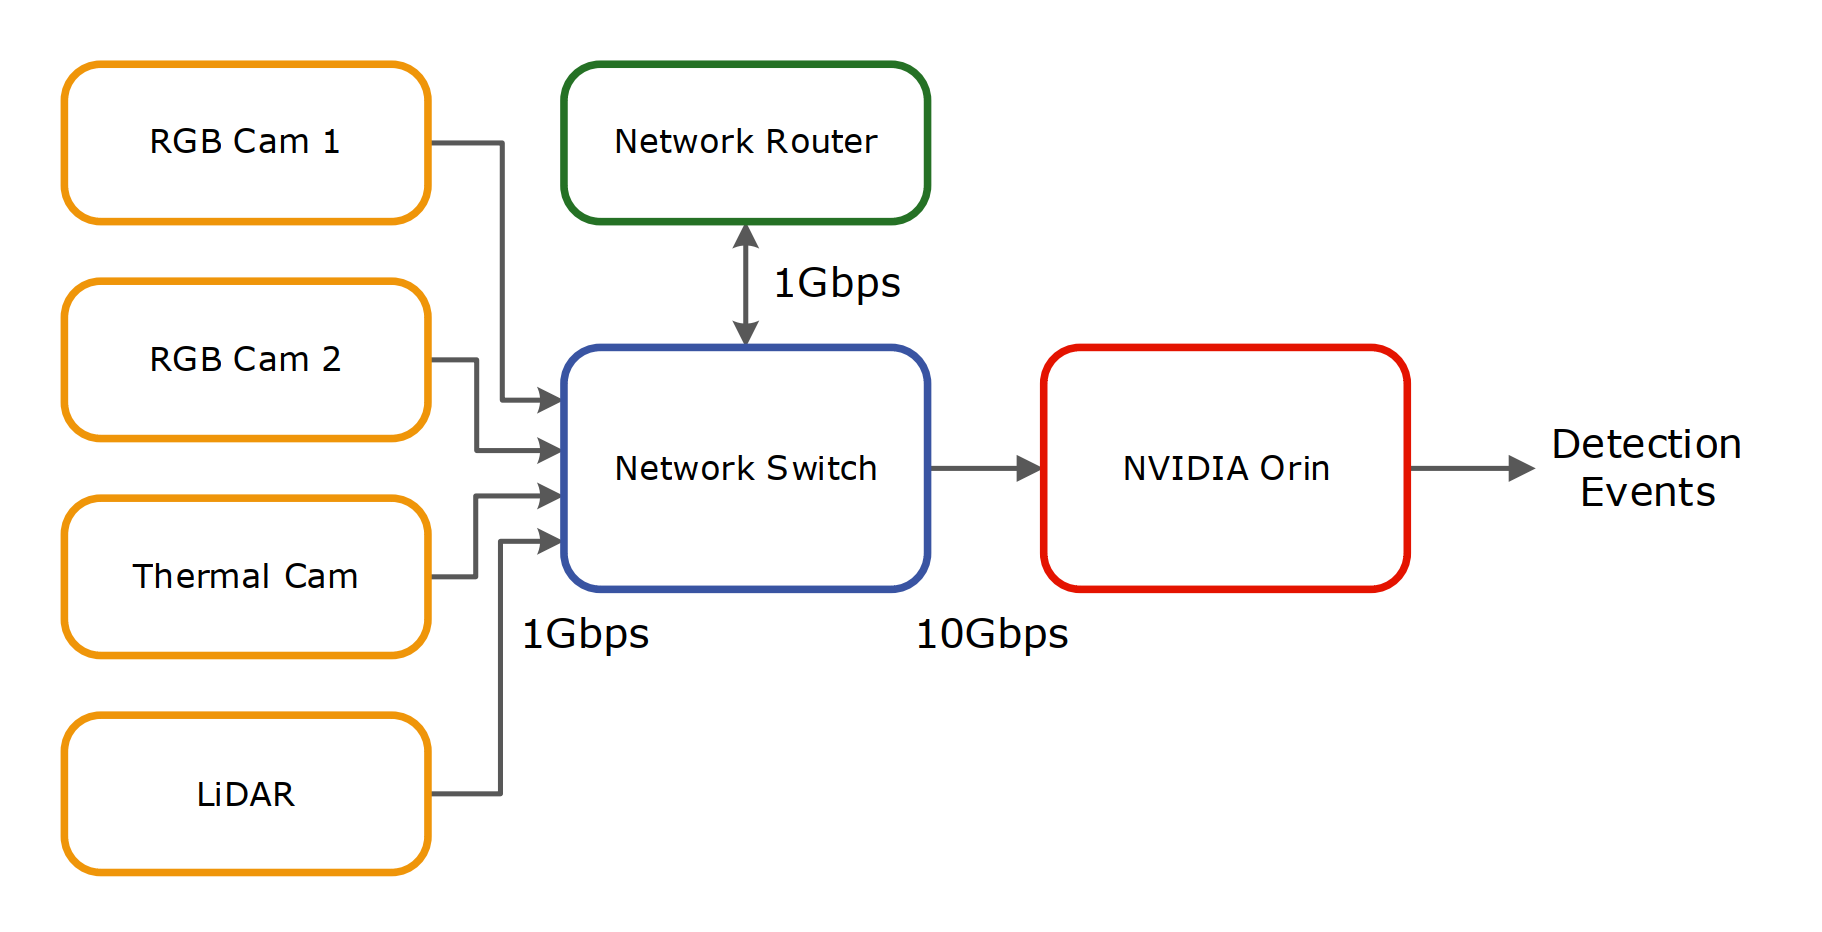 RGB Cam 1
Network Router
1Gbps
RGB Cam 2
Network Switch
NVIDIA Orin
Detection
Events
Thermal Cam
1Gbps
10Gbps
LiDAR